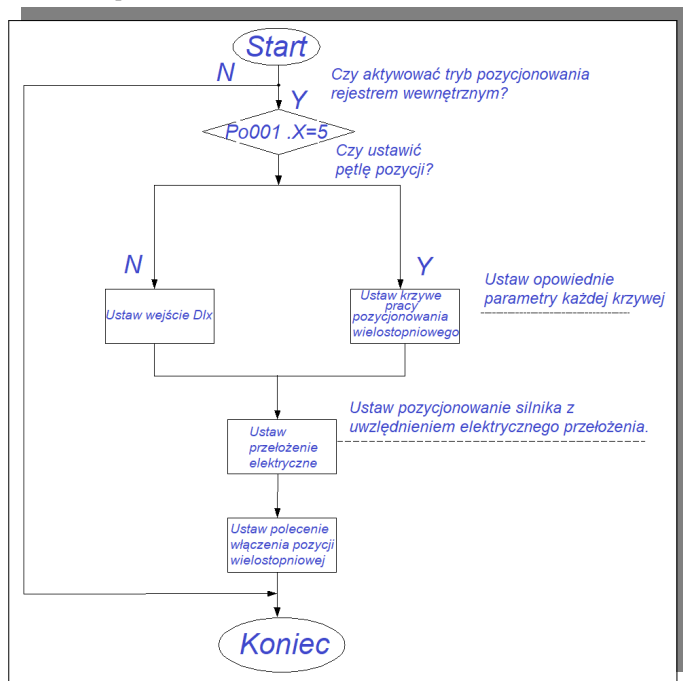 Start
N
Czy aktywować tryb pozycjonowania
rejestrem wewnętrznym?
Y
Po001 .X=5
Czy ustawić
pętlę pozycji?
N
Y
Ustaw wejście DIx
Ustaw krzywe
pracy
pozycjonowania
wielostopniowego
Ustaw opowiednie
parametry każdej krzywej
Ustaw pozycjonowanie silnika z
uwzlędnieniem elektrycznego przełożenia.
Ustaw
przełożenie
elektryczne
Ustaw polecenie
włączenia pozycji
wielostopniowej
Koniec